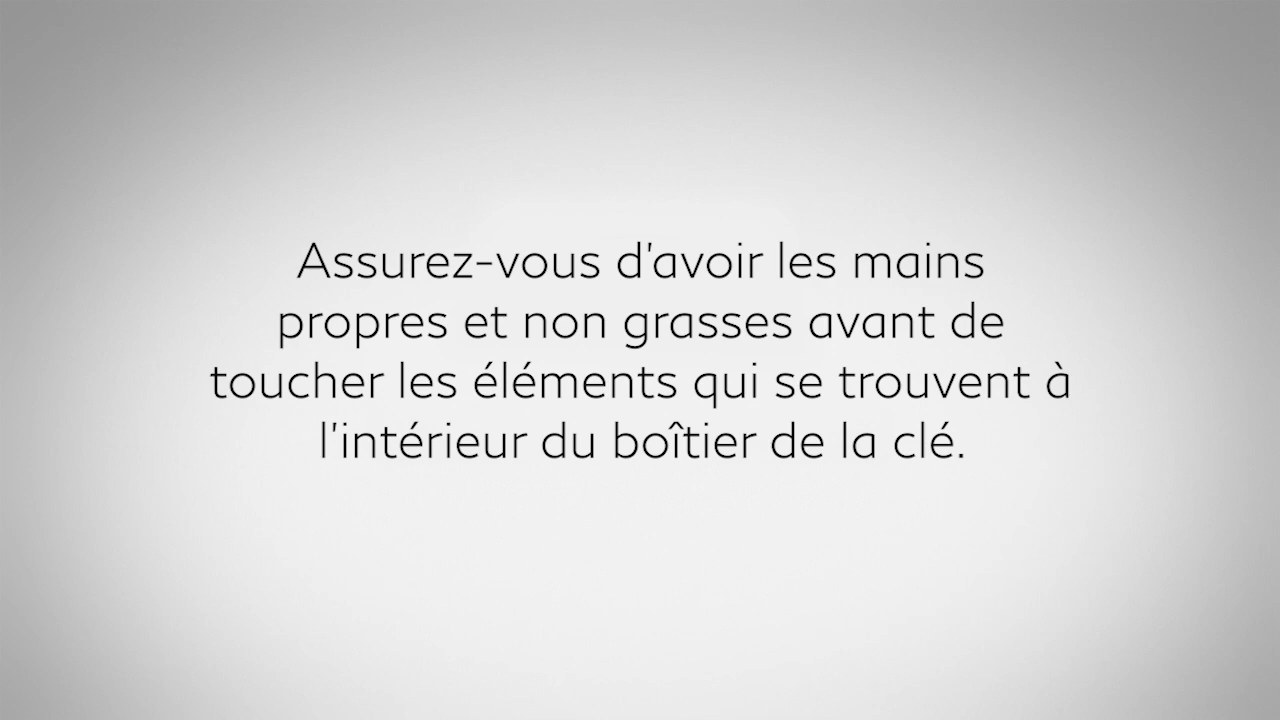 Assurez-vous d'avoir les mains
propres et non grasses avant de
toucher les éléments qui se trouvent à
l'intérieur du boîtier de la clé.